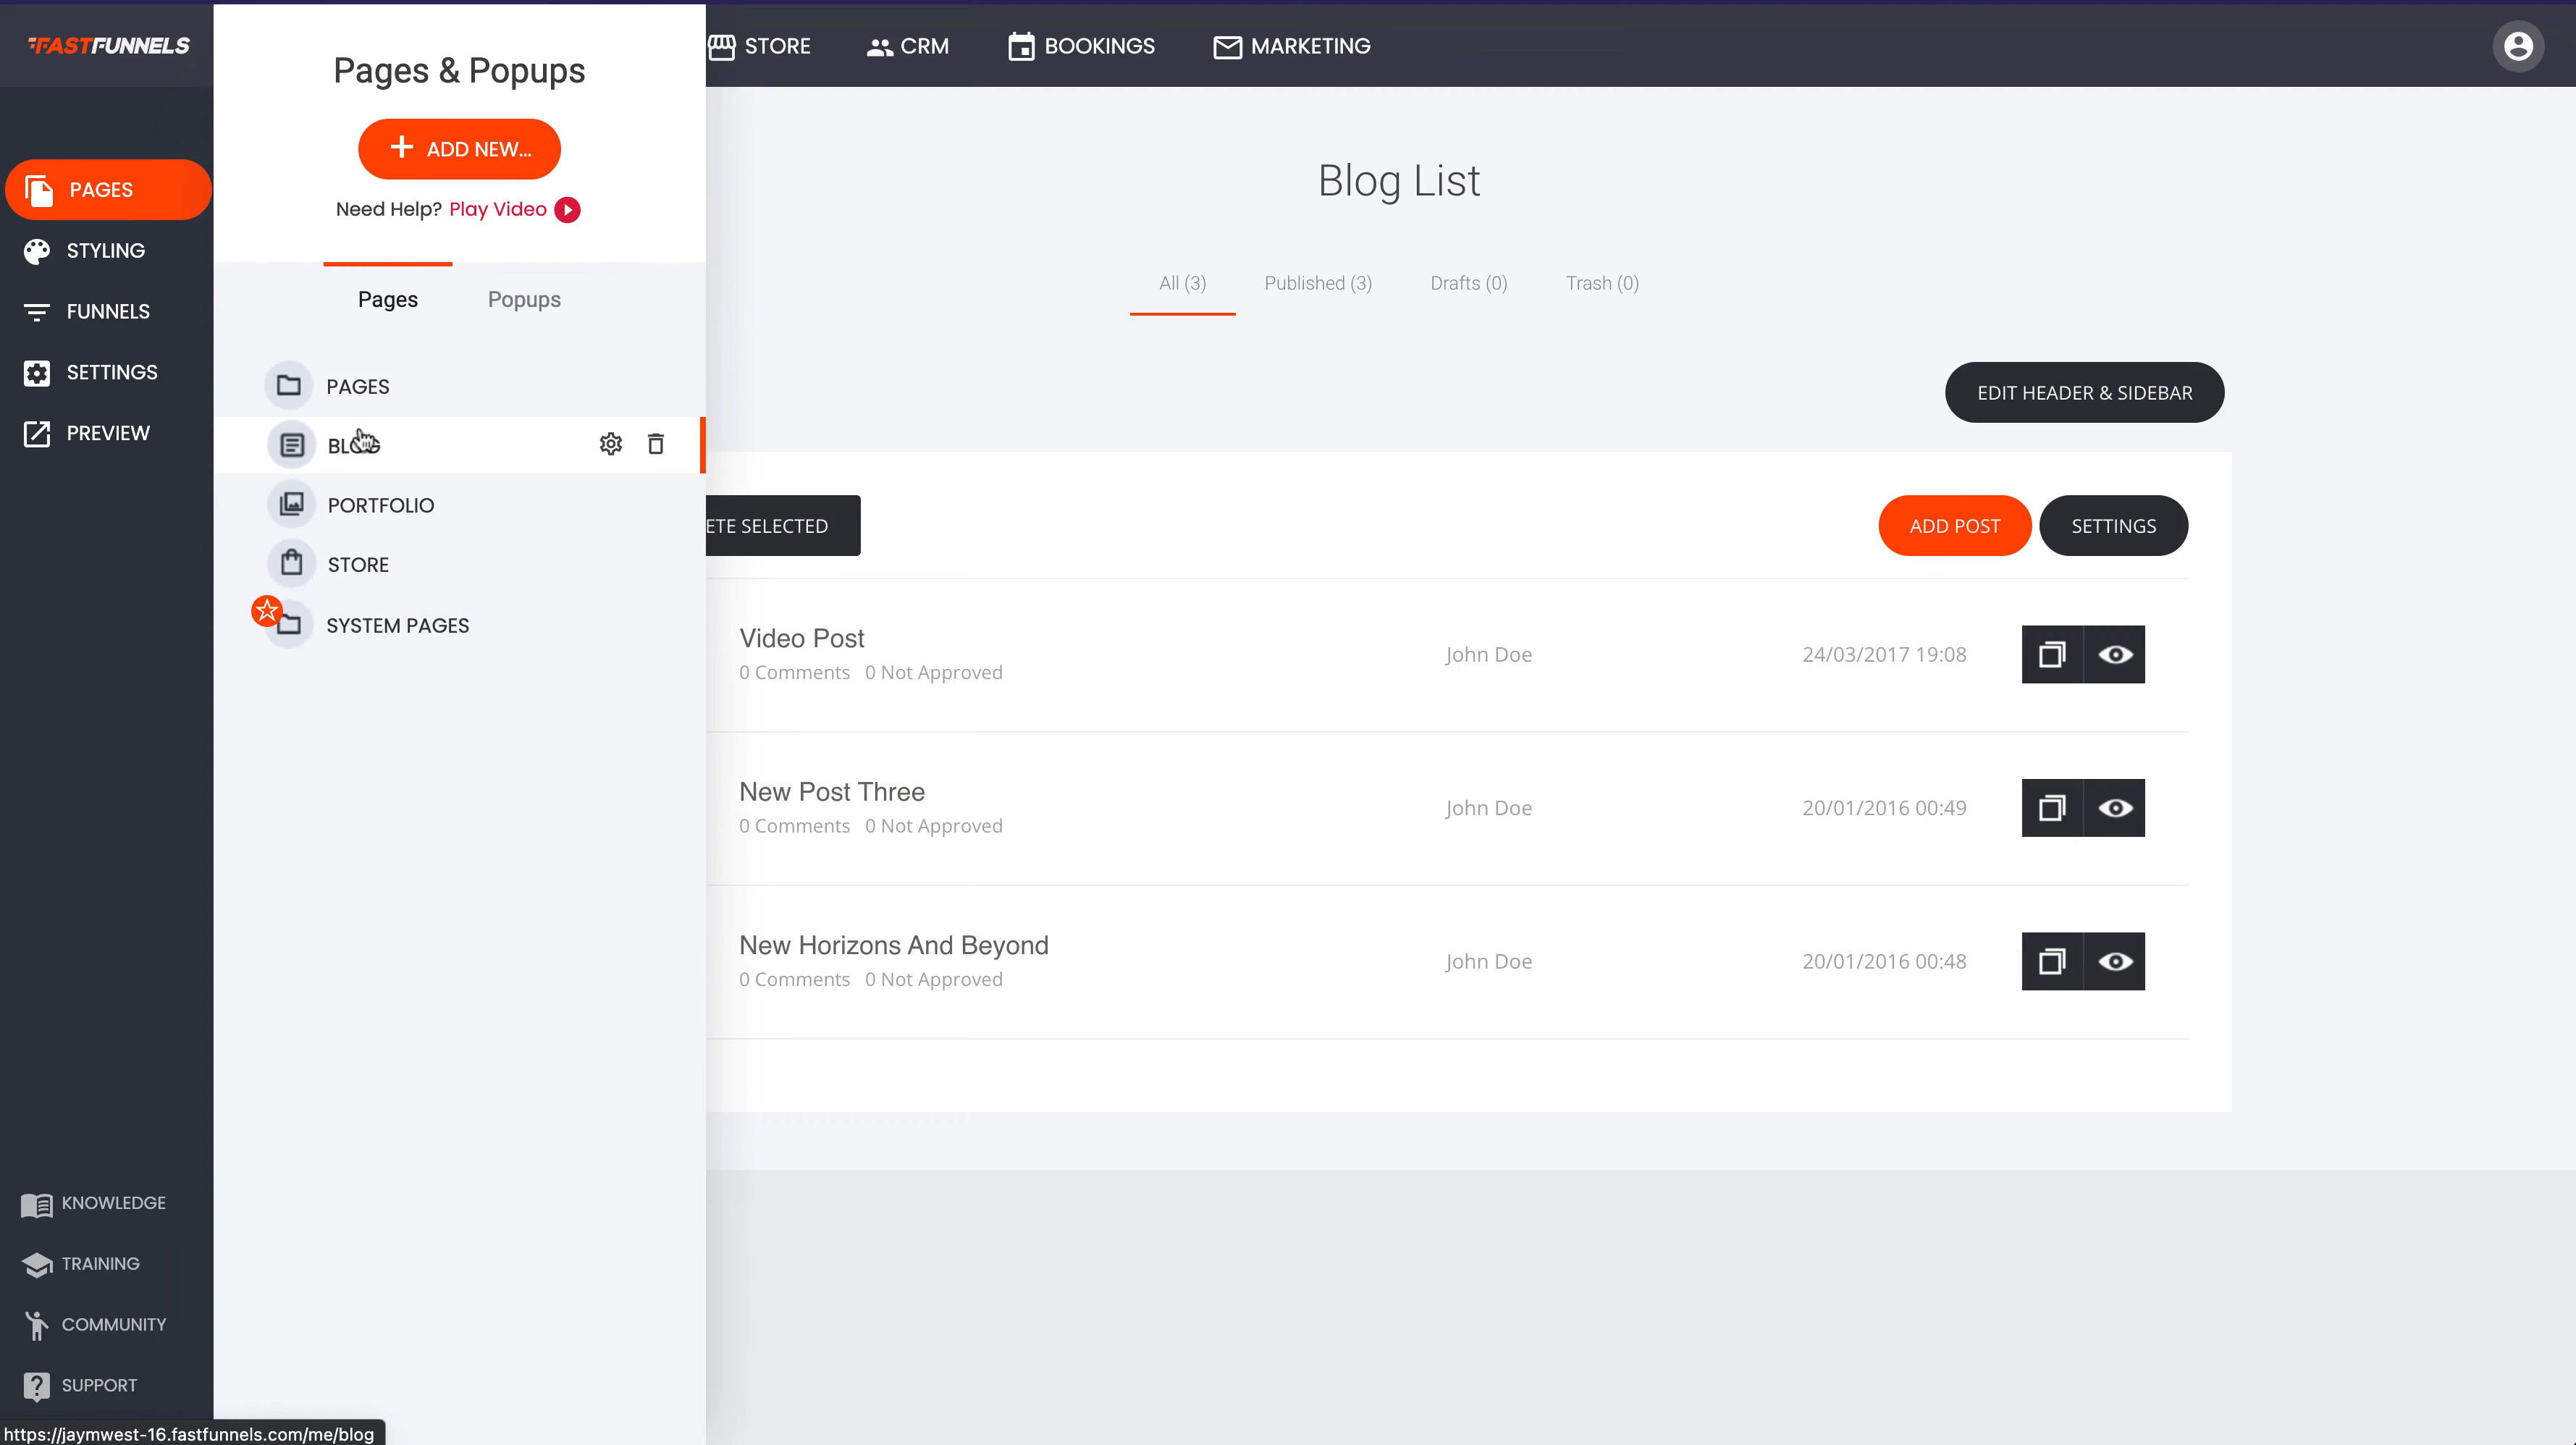 FASTFUNNELS
STORE
CRM
BOOKINGS
MARKETING
PAGES
STYLING
FUNNELS
SETTINGS
PREVIEW
KNOWLEDGE
TRAINING
COMMUNITY
SUPPORT
Pages & Popups
+ ADD NEW...
Need Help? Play Video
Pages Popups
PAGES
BLOG
PORTFOLIO
STORE
SYSTEM PAGES
Blog List
All (3) Published (3) Drafts (0) Trash (0)
EDIT HEADER & SIDEBAR
ETE SELECTED
ADD POST SETTINGS
Video Post
0 Comments 0 Not Approved
John Doe
24/03/2017 19:08
New Post Three
0 Comments 0 Not Approved
John Doe
20/01/2016 00:49
New Horizons And Beyond
0 Comments 0 Not Approved
John Doe
20/01/2016 00:48
https://jaymwest-16.fastfunnels.com/me/blog